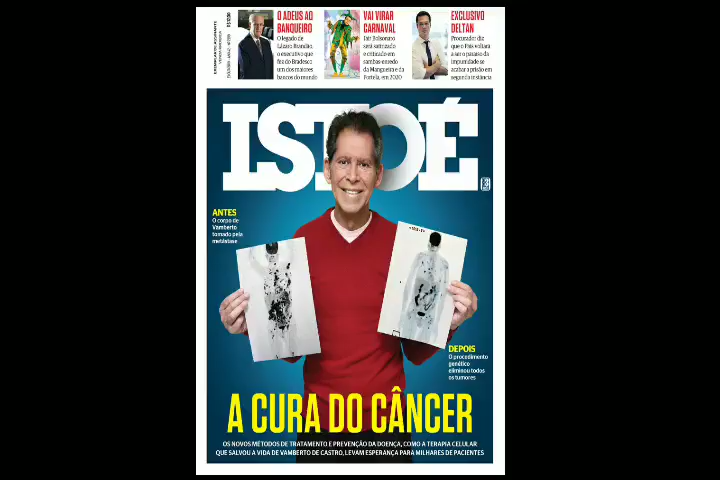 O ADEUS AO
BANQUEIRO
O legado de
Lázaro Brandão,
o executivo que
fez do Bradesco
um dos maiores
bancos do mundo
VAI VIRAR
CARNAVAL
Jair Bolsonaro
será satirizado
e criticado em
sambas-enredo
da Mangueira e da
Portela, em 2020
EXCLUSIVO
DELTAN
Procurador diz
que o País voltará
a ser o paraíso da
impunidade se
acabar a prisão em
segunda instância
ISTOÉ
ANTES
O corpo de
Vamberto
tomado pela
metástase
DEPOIS
O procedimento
genético
eliminou todos
os tumores
A CURA DO CÂNCER
OS NOVOS MÉTODOS DE TRATAMENTO E PREVENÇÃO DA DOENÇA, COMO A TERAPIA CELULAR
QUE SALVOU A VIDA DE VAMBERTO DE CASTRO, LEVAM ESPERANÇA PARA MILHARES DE PACIENTES